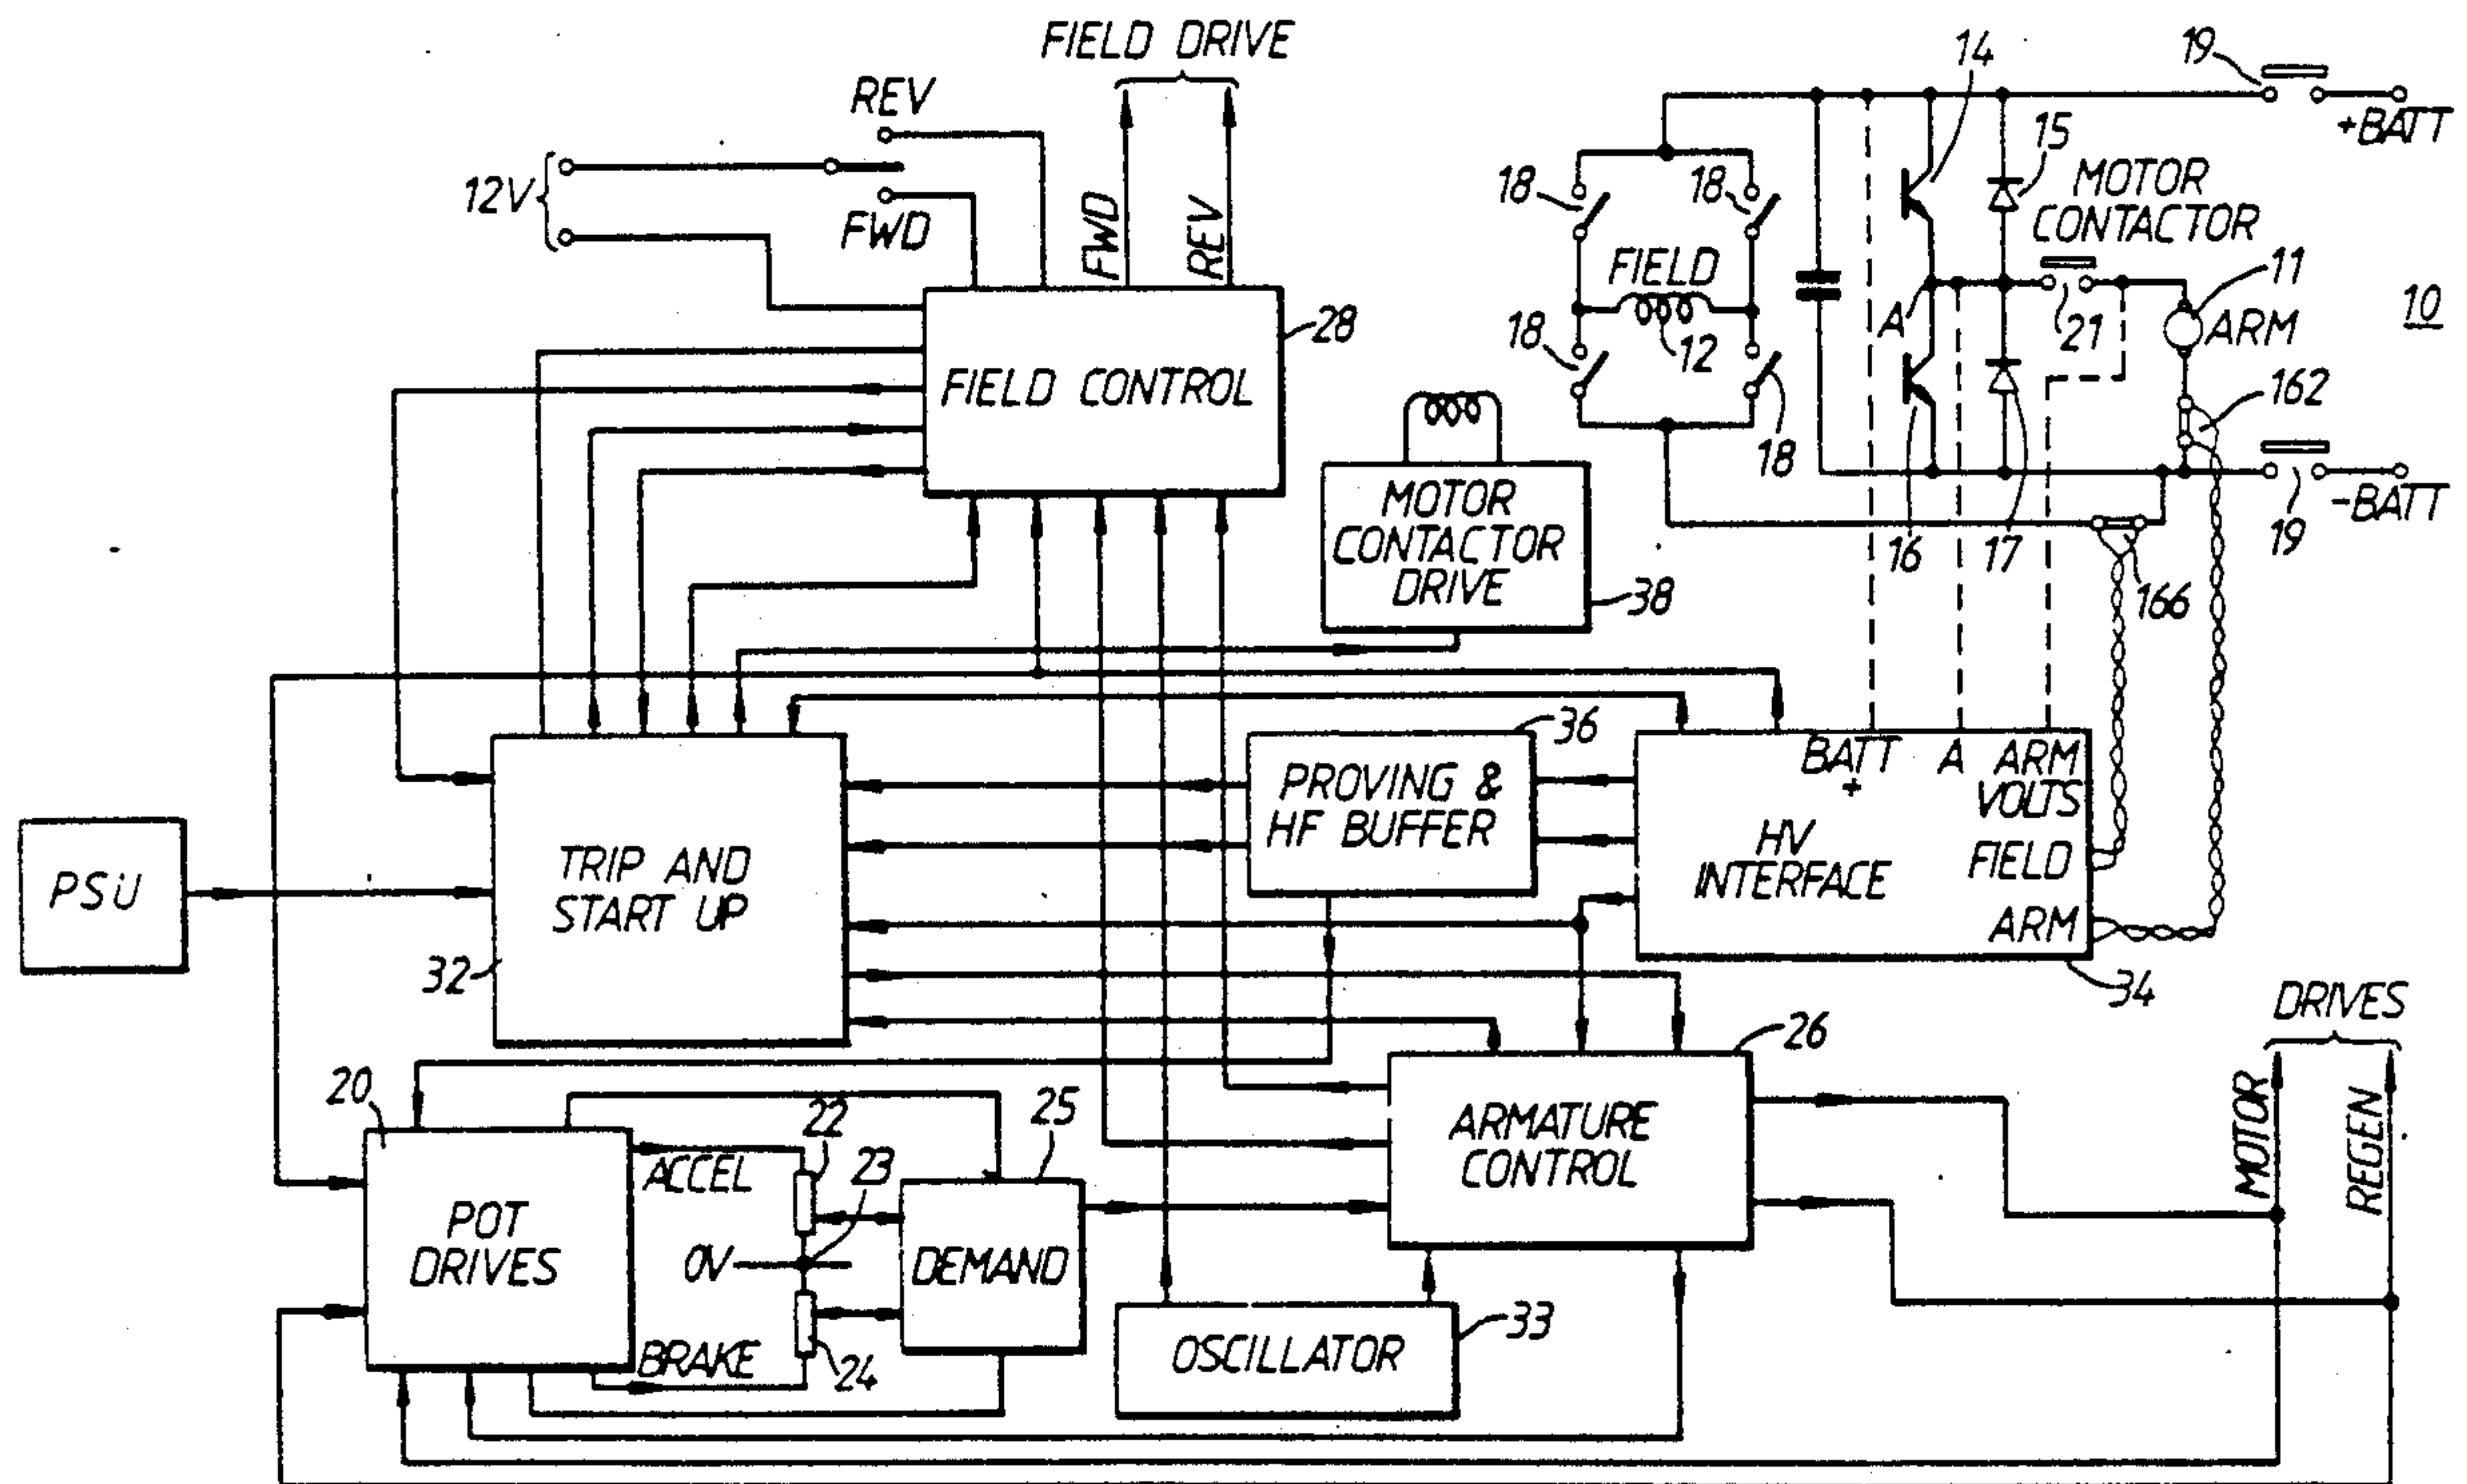 FIELD DRIVE
REV
12V
FWD
FWD
REV
FIELD CONTROL
28
19
+BATT
14
15
MOTOR
CONTACTOR
18
18
FIELD
12
18
18
A
21
11
ARM
10
162
16
17
19
-BATT
166
MOTOR
CONTACTOR
DRIVE
38
PSU
TRIP AND
START UP
32
PROVING &
HF BUFFER
36
BATT
+
A
ARM
VOLTS
HV
INTERFACE
FIELD
ARM
34
DRIVES
MOTOR
REGEN
20
POT
DRIVES
ACCEL
22
23
0V
BRAKE
24
25
DEMAND
ARMATURE
CONTROL
26
OSCILLATOR
33